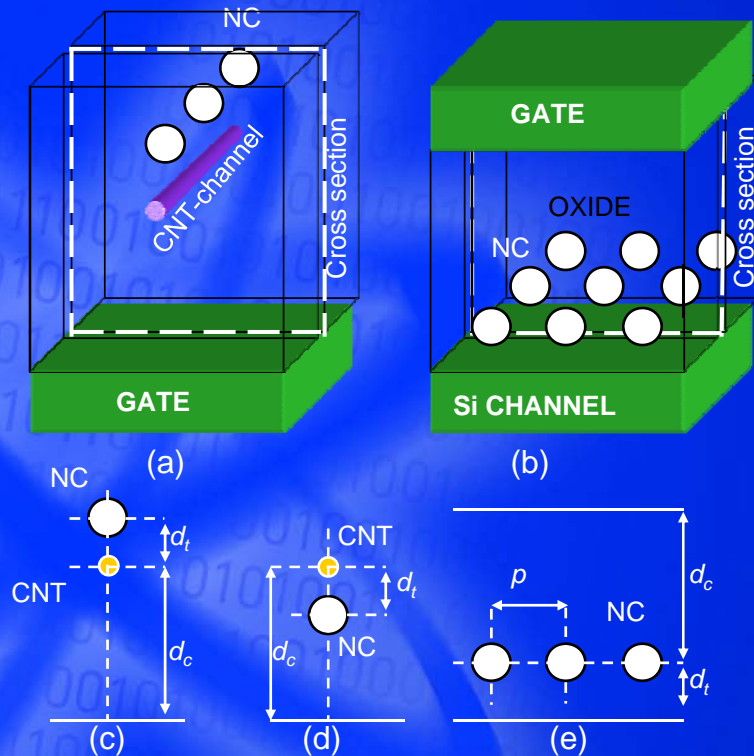 NC
CNT-channel
Cross section
GATE
(a)
GATE
OXIDE
NC
Cross section
Si CHANNEL
(b)
NC
dt
CNT
dc
(c)
CNT
dt
NC
dc
(d)
p
NC
dc
dt
(e)